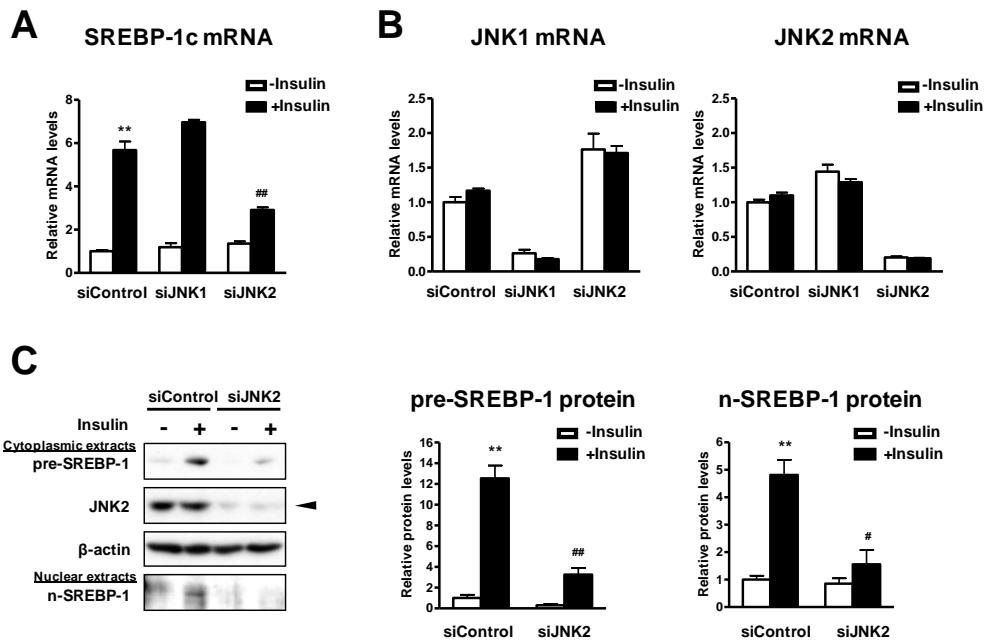 A
SREBP-1c mRNA
-Insulin
+Insulin
Relative mRNA levels
8
6
4
2
0
**
##
siControl siJNK1 siJNK2
B
JNK1 mRNA
-Insulin
+Insulin
Relative mRNA levels
2.5
2.0
1.5
1.0
0.5
0.0
siControl siJNK1 siJNK2
JNK2 mRNA
-Insulin
+Insulin
Relative mRNA levels
2.5
2.0
1.5
1.0
0.5
0.0
siControl siJNK1 siJNK2
C
siControl siJNK2
Insulin - + - +
Cytoplasmic extracts
pre-SREBP-1
JNK2
β-actin
Nuclear extracts
n-SREBP-1
pre-SREBP-1 protein
-Insulin
+Insulin
Relative protein levels
16
14
12
10
8
6
4
2
0
**
##
siControl siJNK2
n-SREBP-1 protein
-Insulin
+Insulin
Relative protein levels
6
5
4
3
2
1
0
**
#
siControl siJNK2